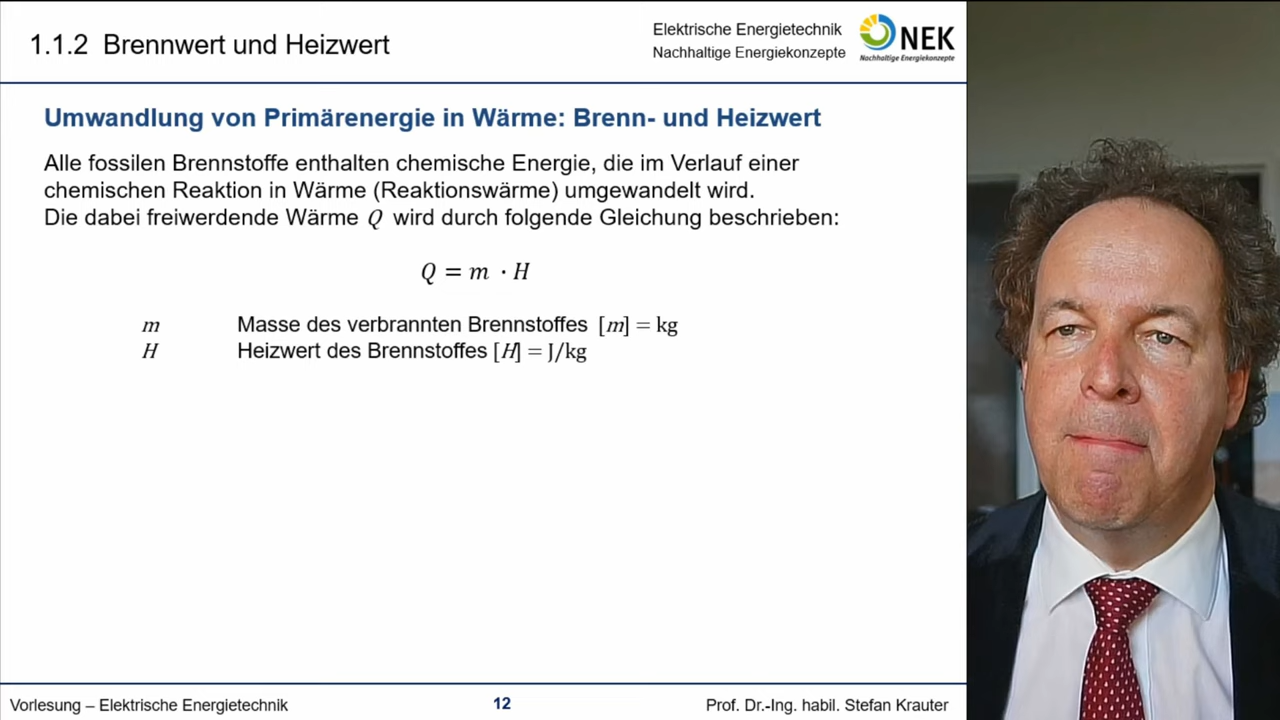 1.1.2 Brennwert und Heizwert
Elektrische Energietechnik
Nachhaltige Energiekonzepte
NEK
Nachhaltige Energiekonzepte
Umwandlung von Primärenergie in Wärme: Brenn- und Heizwert
Alle fossilen Brennstoffe enthalten chemische Energie, die im Verlauf einer
chemischen Reaktion in Wärme (Reaktionswärme) umgewandelt wird.
Die dabei freiwerdende Wärme Q wird durch folgende Gleichung beschrieben:
Q = m · H
m Masse des verbrannten Brennstoffes [m] = kg
H Heizwert des Brennstoffes [H] = J/kg
Vorlesung – Elektrische Energietechnik
12
Prof. Dr.-Ing. habil. Stefan Krauter